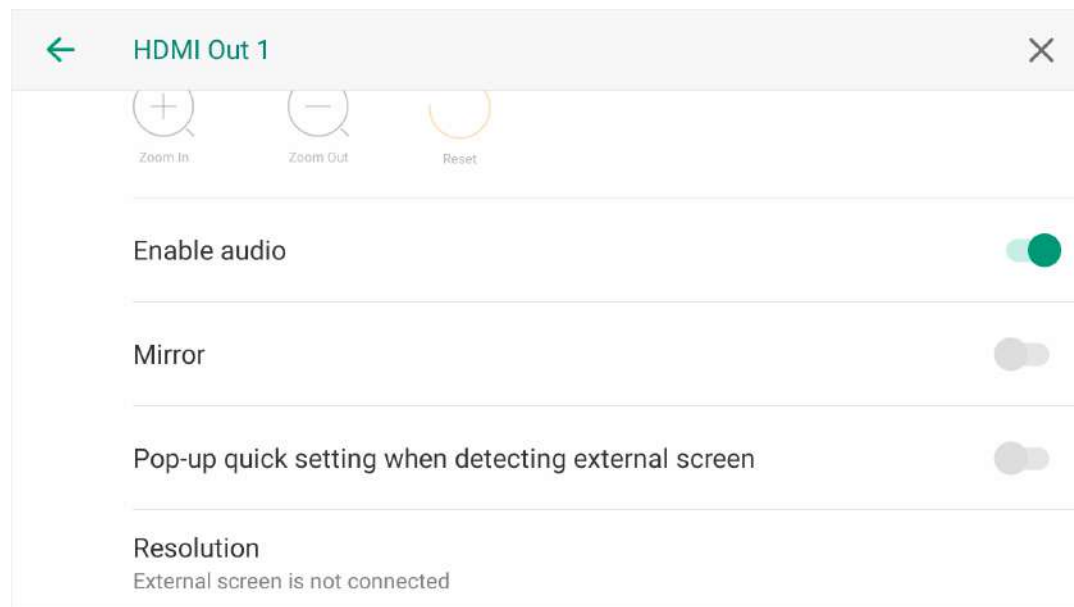 HDMI Out 1
Zoom In Zoom Out Reset
Enable audio
Mirror
Pop-up quick setting when detecting external screen
Resolution
External screen is not connected